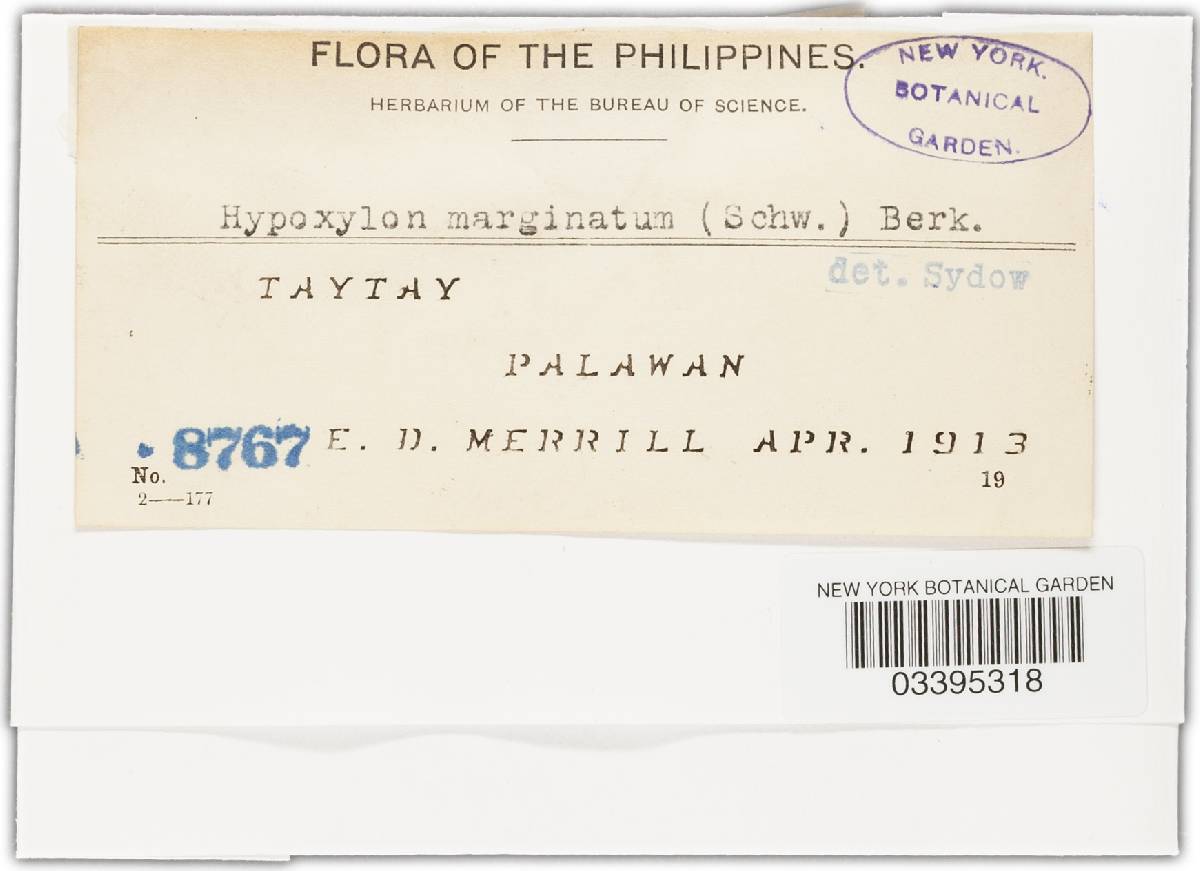 FLORA OF THE PHILIPPINES.
HERBARIUM OF THE BUREAU OF SCIENCE.
NEW YORK.
BOTANICAL
GARDEN.
Hypoxylon marginatum (Schw.) Berk.
det. Sydow
TAYTAY
PALAWAN
No. 8767 E. D. MERRILL APR. 1913
19
2—177
NEW YORK BOTANICAL GARDEN
03395318